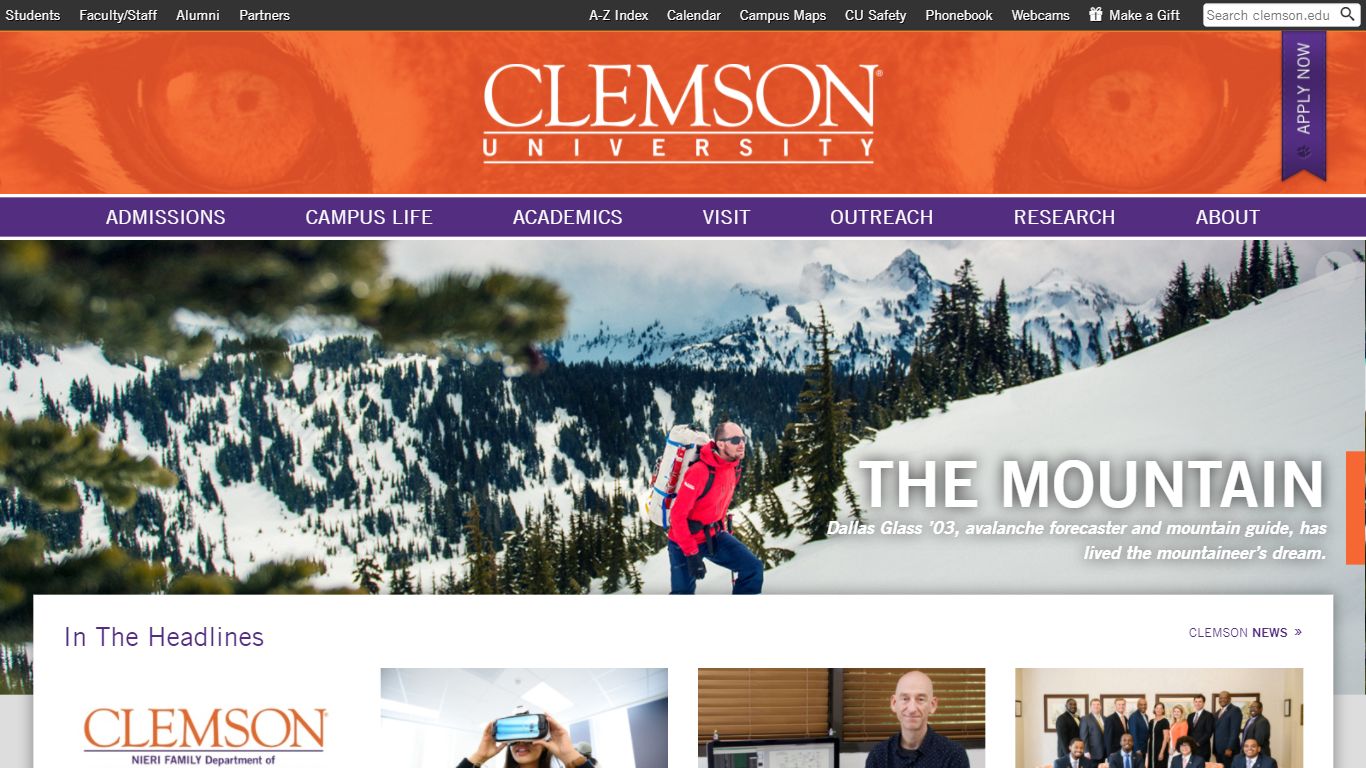 Students Faculty/Staff Alumni Partners A-Z Index Calendar Campus Maps CU Safety Phonebook Webcams Make a Gift Search clemson.edu
APPLY NOW
CLEMSON®
UNIVERSITY
ADMISSIONS CAMPUS LIFE ACADEMICS VISIT OUTREACH RESEARCH ABOUT
THE MOUNTAIN
Dallas Glass ’03, avalanche forecaster and mountain guide, has
lived the mountaineer’s dream.
In The Headlines
CLEMSON NEWS »
CLEMSON®
NIERI FAMILY Department of